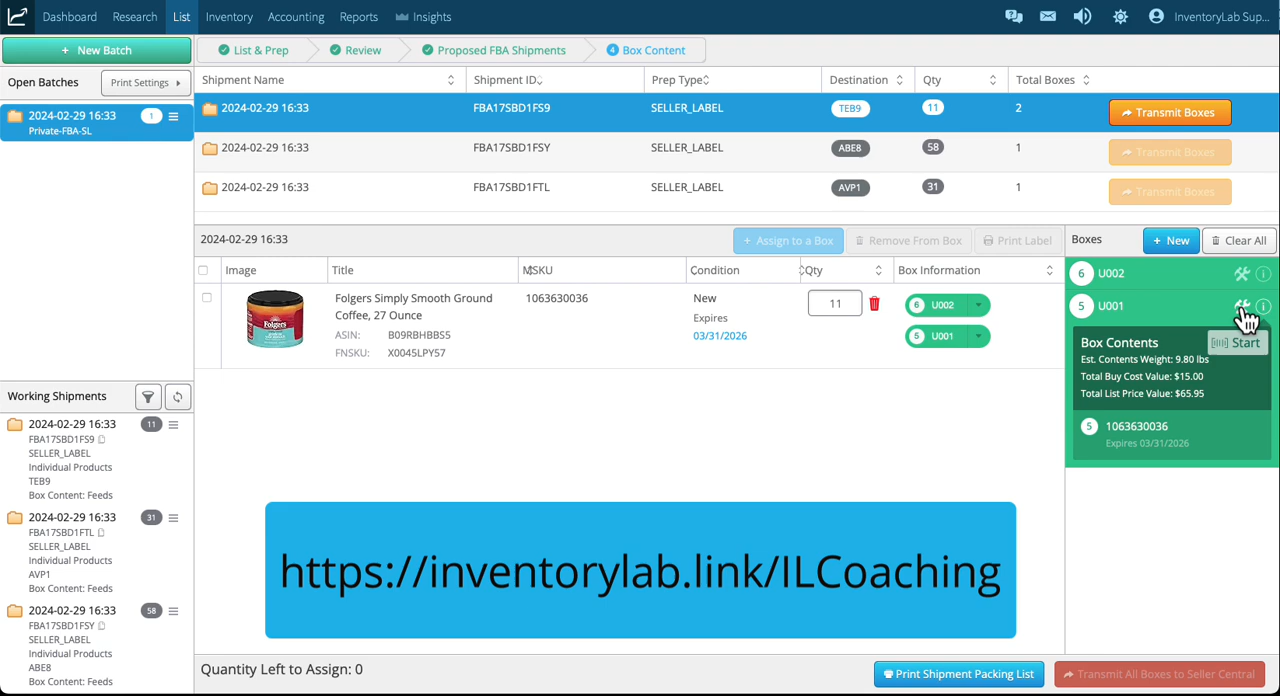 Dashboard Research List Inventory Accounting Reports Insights InventoryLab Sup...
+ New Batch
List & Prep Review Proposed FBA Shipments 4 Box Content
Open Batches Print Settings
Shipment Name Shipment ID Prep Type Destination Qty Total Boxes
2024-02-29 16:33 1
Private-FBA-SL
2024-02-29 16:33 FBA17SBD1FS9 SELLER_LABEL TEB9 11 2 Transmit Boxes
2024-02-29 16:33 FBA17SBD1FSY SELLER_LABEL ABE8 58 1 Transmit Boxes
2024-02-29 16:33 FBA17SBD1FTL SELLER_LABEL AVP1 31 1 Transmit Boxes
2024-02-29 16:33 + Assign to a Box Remove From Box Print Label Boxes + New Clear All
Image Title MSKU Condition Qty Box Information
Folgers Simply Smooth Ground
Coffee, 27 Ounce
ASIN: B09RBHBBS5
FNSKU: X0045LPY57
1063630036
New
Expires
03/31/2026
11
6 U002
5 U001
Folgers
6 U002
5 U001
Box Contents Start
Est. Contents Weight: 9.80 lbs
Total Buy Cost Value: $15.00
Total List Price Value: $65.95
5 1063630036
Expires 03/31/2026
Working Shipments
2024-02-29 16:33 11
FBA17SBD1FS9
SELLER_LABEL
Individual Products
TEB9
Box Content: Feeds
2024-02-29 16:33 31
FBA17SBD1FTL
SELLER_LABEL
Individual Products
AVP1
Box Content: Feeds
2024-02-29 16:33 58
FBA17SBD1FSY
SELLER_LABEL
Individual Products
ABE8
Box Content: Feeds
https://inventorylab.link/ILCoaching
Quantity Left to Assign: 0 Print Shipment Packing List Transmit All Boxes to Seller Central